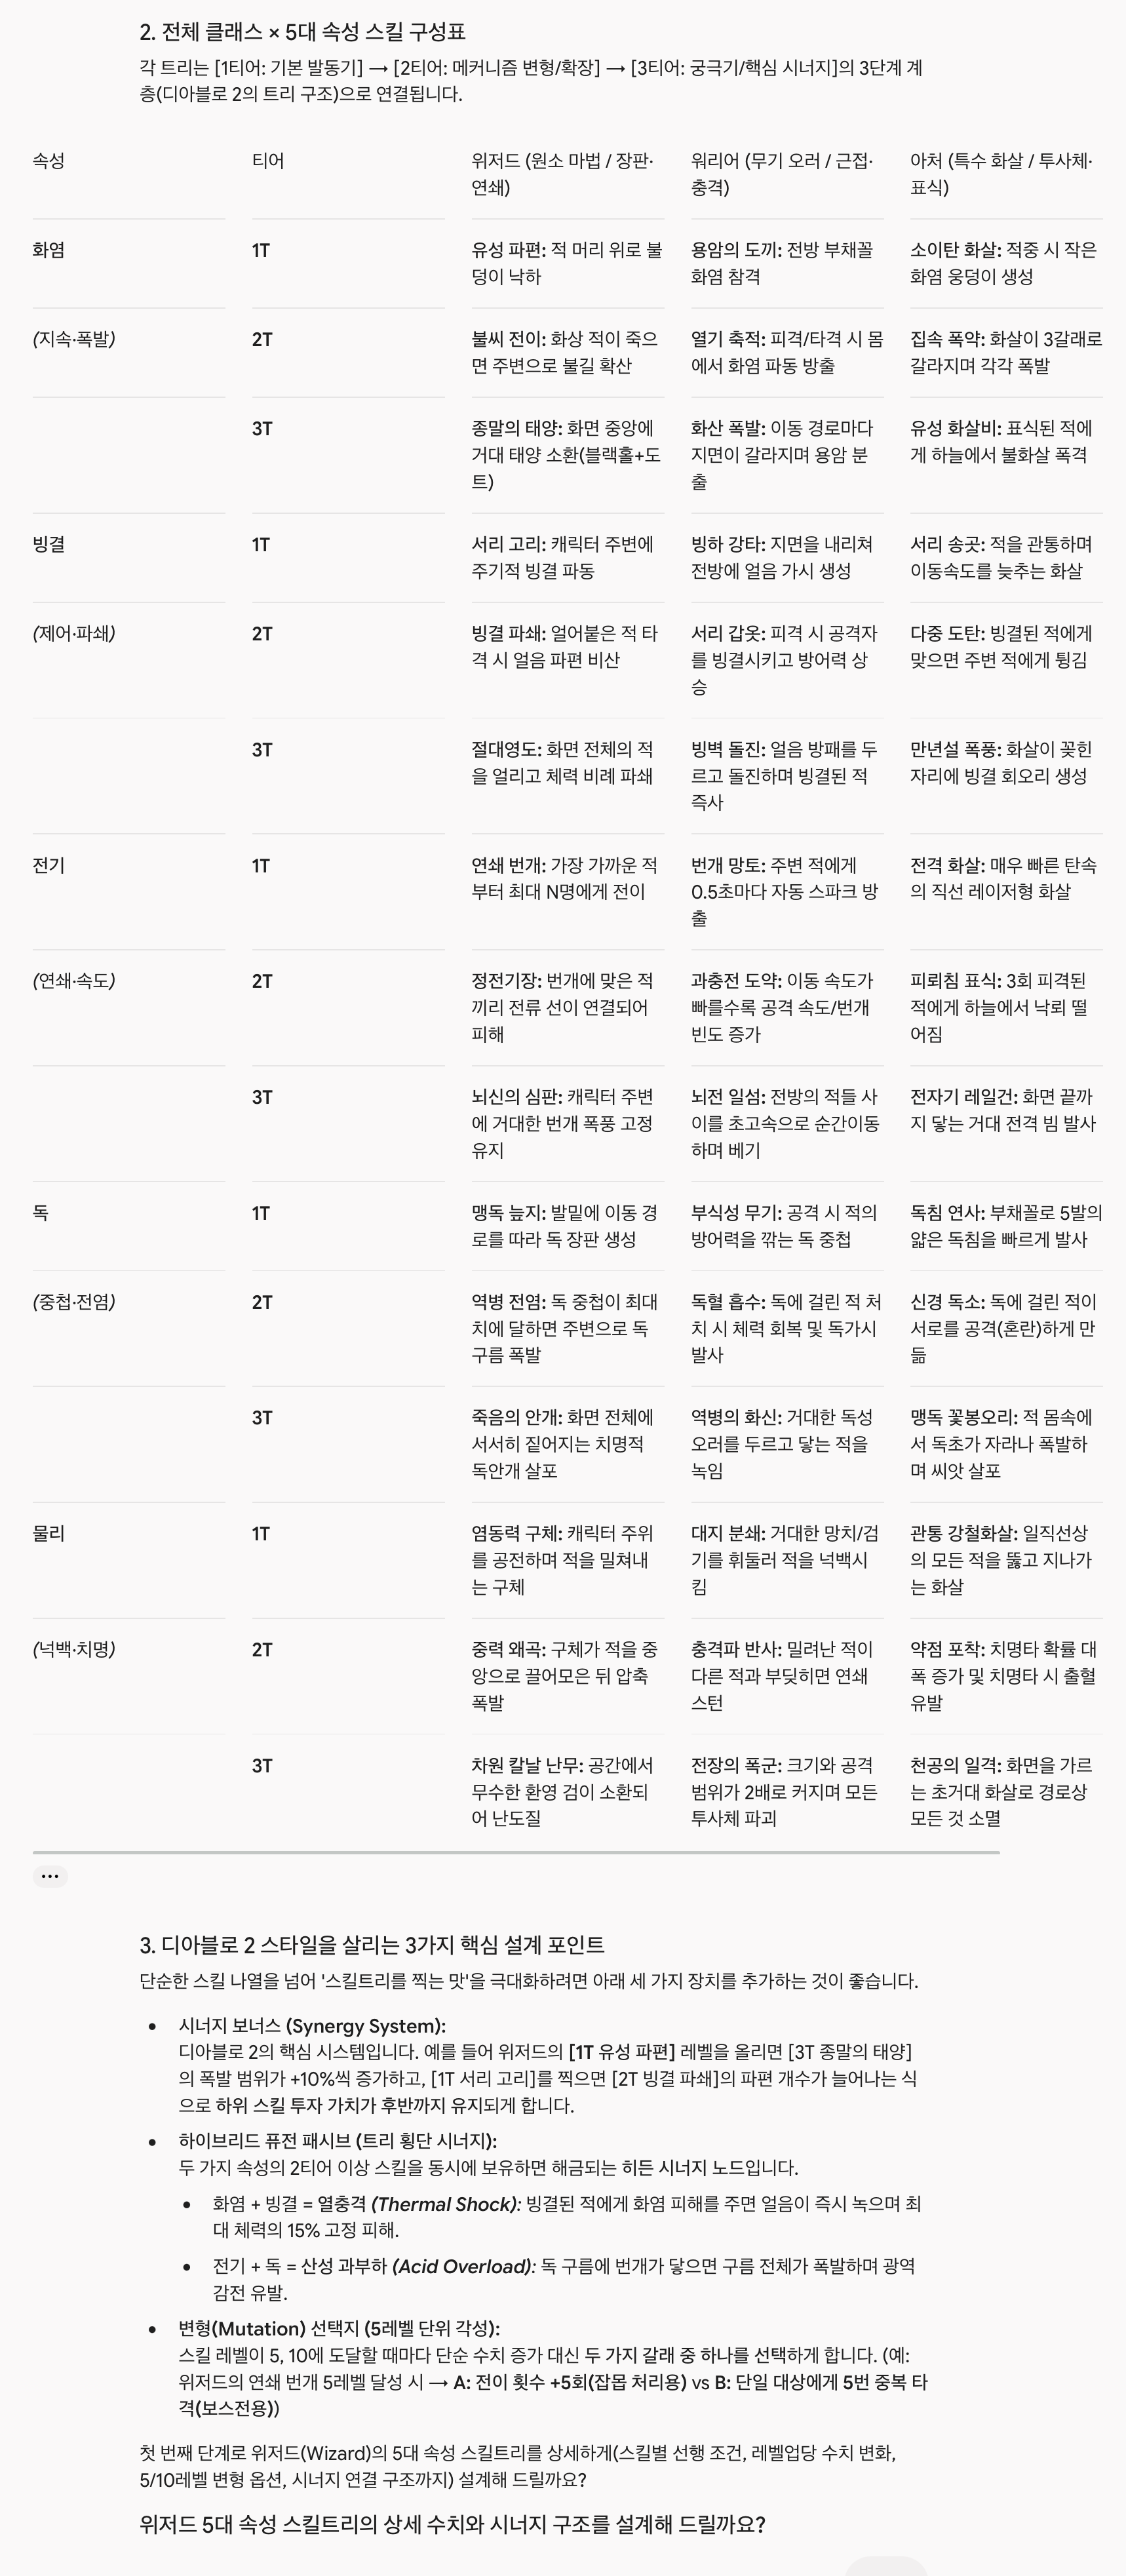 2. 전체 클래스 × 5대 속성 스킬 구성표
각 트리는 [1티어: 기본 발동기] → [2티어: 메커니즘 변형/확장] → [3티어: 궁극기/핵심 시너지]의 3단계 계
층(디아블로 2의 트리 구조)으로 연결됩니다.
속성
티어
위저드 (원소 마법 / 장판·
연쇄)
워리어 (무기 오러 / 근접·
충격)
아처 (특수 화살 / 투사체·
표식)
화염
1T
유성 파편: 적 머리 위로 불
덩이 낙하
용암의 도끼: 전방 부채꼴
화염 참격
소이탄 화살: 적중 시 작은
화염 웅덩이 생성
(지속·폭발)
2T
불씨 전이: 화상 적이 죽으
면 주변으로 불길 확산
열기 축적: 피격/타격 시 몸
에서 화염 파동 방출
집속 폭약: 화살이 3갈래로
갈라지며 각각 폭발
3T
종말의 태양: 화면 중앙에
거대 태양 소환(블랙홀+도
트)
화산 폭발: 이동 경로마다
지면이 갈라지며 용암 분
출
유성 화살비: 표식된 적에
게 하늘에서 불화살 폭격
빙결
1T
서리 고리: 캐릭터 주변에
주기적 빙결 파동
빙하 강타: 지면을 내리쳐
전방에 얼음 가시 생성
서리 송곳: 적을 관통하며
이동속도를 늦추는 화살
(제어·파쇄)
2T
빙결 파쇄: 얼어붙은 적 타
격 시 얼음 파편 비산
서리 갑옷: 피격 시 공격자
를 빙결시키고 방어력 상
승
다중 도탄: 빙결된 적에게
맞으면 주변 적에게 튕김
3T
절대영도: 화면 전체의 적
을 얼리고 체력 비례 파쇄
빙벽 돌진: 얼음 방패를 두
르고 돌진하며 빙결된 적
즉사
만년설 폭풍: 화살이 꽂힌
자리에 빙결 회오리 생성
전기
1T
연쇄 번개: 가장 가까운 적
부터 최대 N명에게 전이
번개 망토: 주변 적에게
0.5초마다 자동 스파크 방
출
전격 화살: 매우 빠른 탄속
의 직선 레이저형 화살
(연쇄·속도)
2T
정전기장: 번개에 맞은 적
끼리 전류 선이 연결되어
피해
과충전 도약: 이동 속도가
빠를수록 공격 속도/번개
빈도 증가
피뢰침 표식: 3회 피격된
적에게 하늘에서 낙뢰 떨
어짐
3T
뇌신의 심판: 캐릭터 주변
에 거대한 번개 폭풍 고정
유지
뇌전 일섬: 전방의 적들 사
이를 초고속으로 순간이동
하며 베기
전자기 레일건: 화면 끝까
지 닿는 거대 전격 빔 발사
독
1T
맹독 늪지: 발밑에 이동 경
로를 따라 독 장판 생성
부식성 무기: 공격 시 적의
방어력을 깎는 독 중첩
독침 연사: 부채꼴로 5발의
얇은 독침을 빠르게 발사
(중첩·전염)
2T
역병 전염: 독 중첩이 최대
치에 달하면 주변으로 독
구름 폭발
독혈 흡수: 독에 걸린 적 처
치 시 체력 회복 및 독가시
발사
신경 독소: 독에 걸린 적이
서로를 공격(혼란)하게 만
듦
3T
죽음의 안개: 화면 전체에
서서히 짙어지는 치명적
독안개 살포
역병의 화신: 거대한 독성
오러를 두르고 닿는 적을
녹임
맹독 꽃봉오리: 적 몸속에
서 독초가 자라나 폭발하
며 씨앗 살포
물리
1T
염동력 구체: 캐릭터 주위
를 공전하며 적을 밀쳐내
는 구체
대지 분쇄: 거대한 망치/검
기를 휘둘러 적을 넉백시
킴
관통 강철화살: 일직선상
의 모든 적을 뚫고 지나가
는 화살
(넉백·치명)
2T
중력 왜곡: 구체가 적을 중
앙으로 끌어모은 뒤 압축
폭발
충격파 반사: 밀려난 적이
다른 적과 부딪히면 연쇄
스턴
약점 포착: 치명타 확률 대
폭 증가 및 치명타 시 출혈
유발
3T
차원 칼날 난무: 공간에서
무수한 환영 검이 소환되
어 난도질
전장의 폭군: 크기와 공격
범위가 2배로 커지며 모든
투사체 파괴
천공의 일격: 화면을 가르
는 초거대 화살로 경로상
모든 것 소멸
3. 디아블로 2 스타일을 살리는 3가지 핵심 설계 포인트
단순한 스킬 나열을 넘어 '스킬트리를 찍는 맛'을 극대화하려면 아래 세 가지 장치를 추가하는 것이 좋습니다.
• 시너지 보너스 (Synergy System):
디아블로 2의 핵심 시스템입니다. 예를 들어 위저드의 [1T 유성 파편] 레벨을 올리면 [3T 종말의 태양]
의 폭발 범위가 +10%씩 증가하고, [1T 서리 고리]를 찍으면 [2T 빙결 파쇄]의 파편 개수가 늘어나는 식
으로 하위 스킬 투자 가치가 후반까지 유지되게 합니다.
• 하이브리드 퓨전 패시브 (트리 횡단 시너지):
두 가지 속성의 2티어 이상 스킬을 동시에 보유하면 해금되는 히든 시너지 노드입니다.
• 화염 + 빙결 = 열충격 (Thermal Shock): 빙결된 적에게 화염 피해를 주면 얼음이 즉시 녹으며 최
대 체력의 15% 고정 피해.
• 전기 + 독 = 산성 과부하 (Acid Overload): 독 구름에 번개가 닿으면 구름 전체가 폭발하며 광역
감전 유발.
• 변형(Mutation) 선택지 (5레벨 단위 각성):
스킬 레벨이 5, 10에 도달할 때마다 단순 수치 증가 대신 두 가지 갈래 중 하나를 선택하게 합니다. (예:
위저드의 연쇄 번개 5레벨 달성 시 → A: 전이 횟수 +5회(잡몹 처리용) vs B: 단일 대상에게 5번 중복 타
격(보스전용))
첫 번째 단계로 위저드(Wizard)의 5대 속성 스킬트리를 상세하게(스킬별 선행 조건, 레벨업당 수치 변화,
5/10레벨 변형 옵션, 시너지 연결 구조까지) 설계해 드릴까요?
위저드 5대 속성 스킬트리의 상세 수치와 시너지 구조를 설계해 드릴까요?